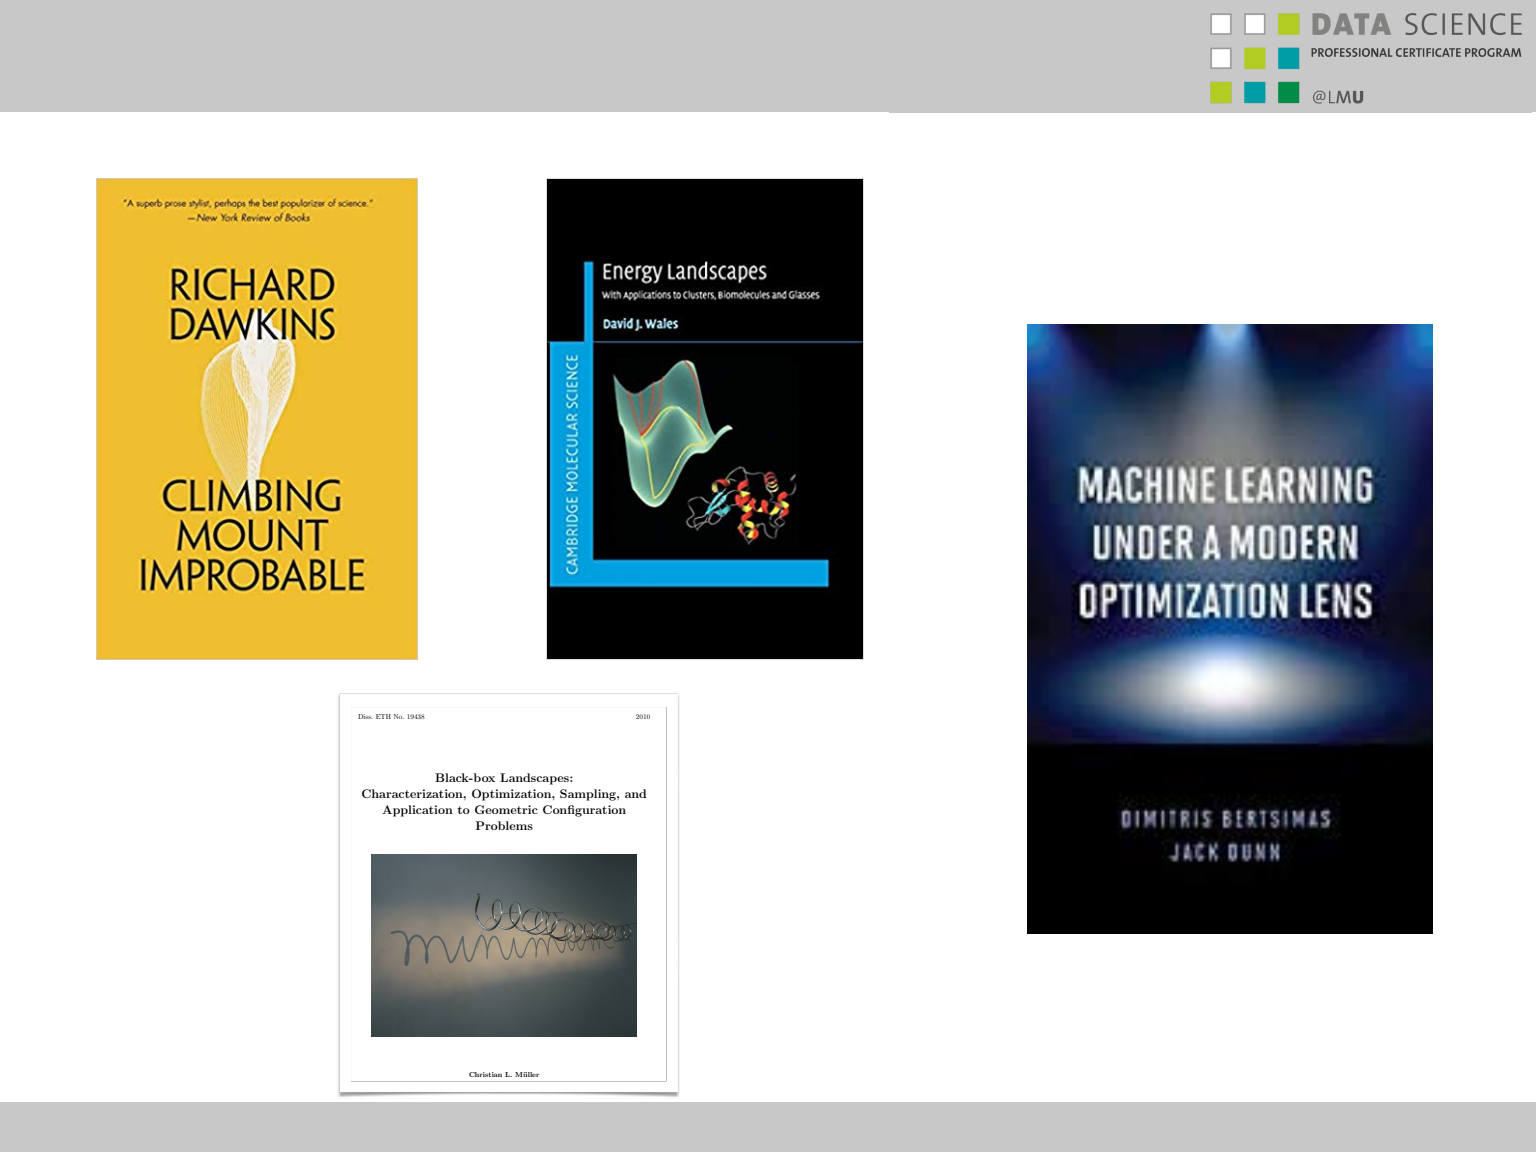 DATA SCIENCE
PROFESSIONAL CERTIFICATE PROGRAM
@LMU
"A superb prose stylist, perhaps the best popularizer of science."
—New York Review of Books
RICHARD
DAWKINS
CLIMBING
MOUNT
IMPROBABLE
Energy Landscapes
With Applications to Clusters, Biomolecules and Glasses
David J. Wales
CAMBRIDGE MOLECULAR SCIENCE
MACHINE LEARNING
UNDER A MODERN
OPTIMIZATION LENS
DIMITRIS BERTSIMAS
JACK DUNN
Diss. ETH No. 19438 2010
Black-box Landscapes:
Characterization, Optimization, Sampling, and
Application to Geometric Configuration
Problems
Christian L. Müller